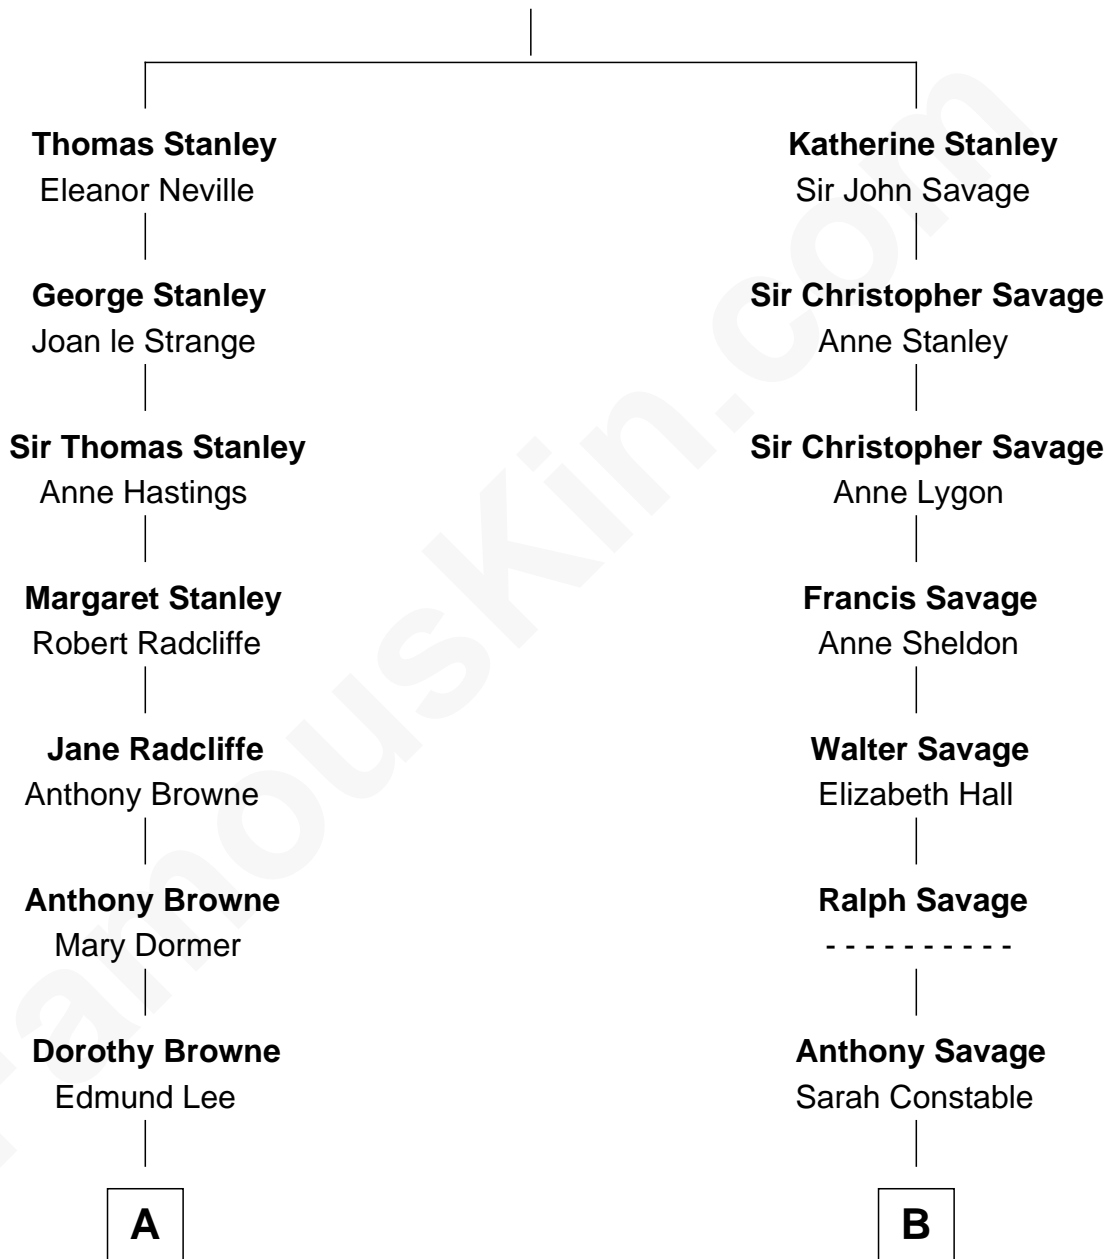 Thomas Stanley
Eleanor Neville
Katherine Stanley
Sir John Savage
George Stanley
Joan le Strange
Sir Christopher Savage
Anne Stanley
Sir Thomas Stanley
Anne Hastings
Sir Christopher Savage
Anne Lygon
Margaret Stanley
Robert Radcliffe
Francis Savage
Anne Sheldon
Jane Radcliffe
Anthony Browne
Walter Savage
Elizabeth Hall
Anthony Browne
Mary Dormer
Ralph Savage
- - - - - - - - - -
Dorothy Browne
Edmund Lee
Anthony Savage
Sarah Constable
A
B
FamousKin.com